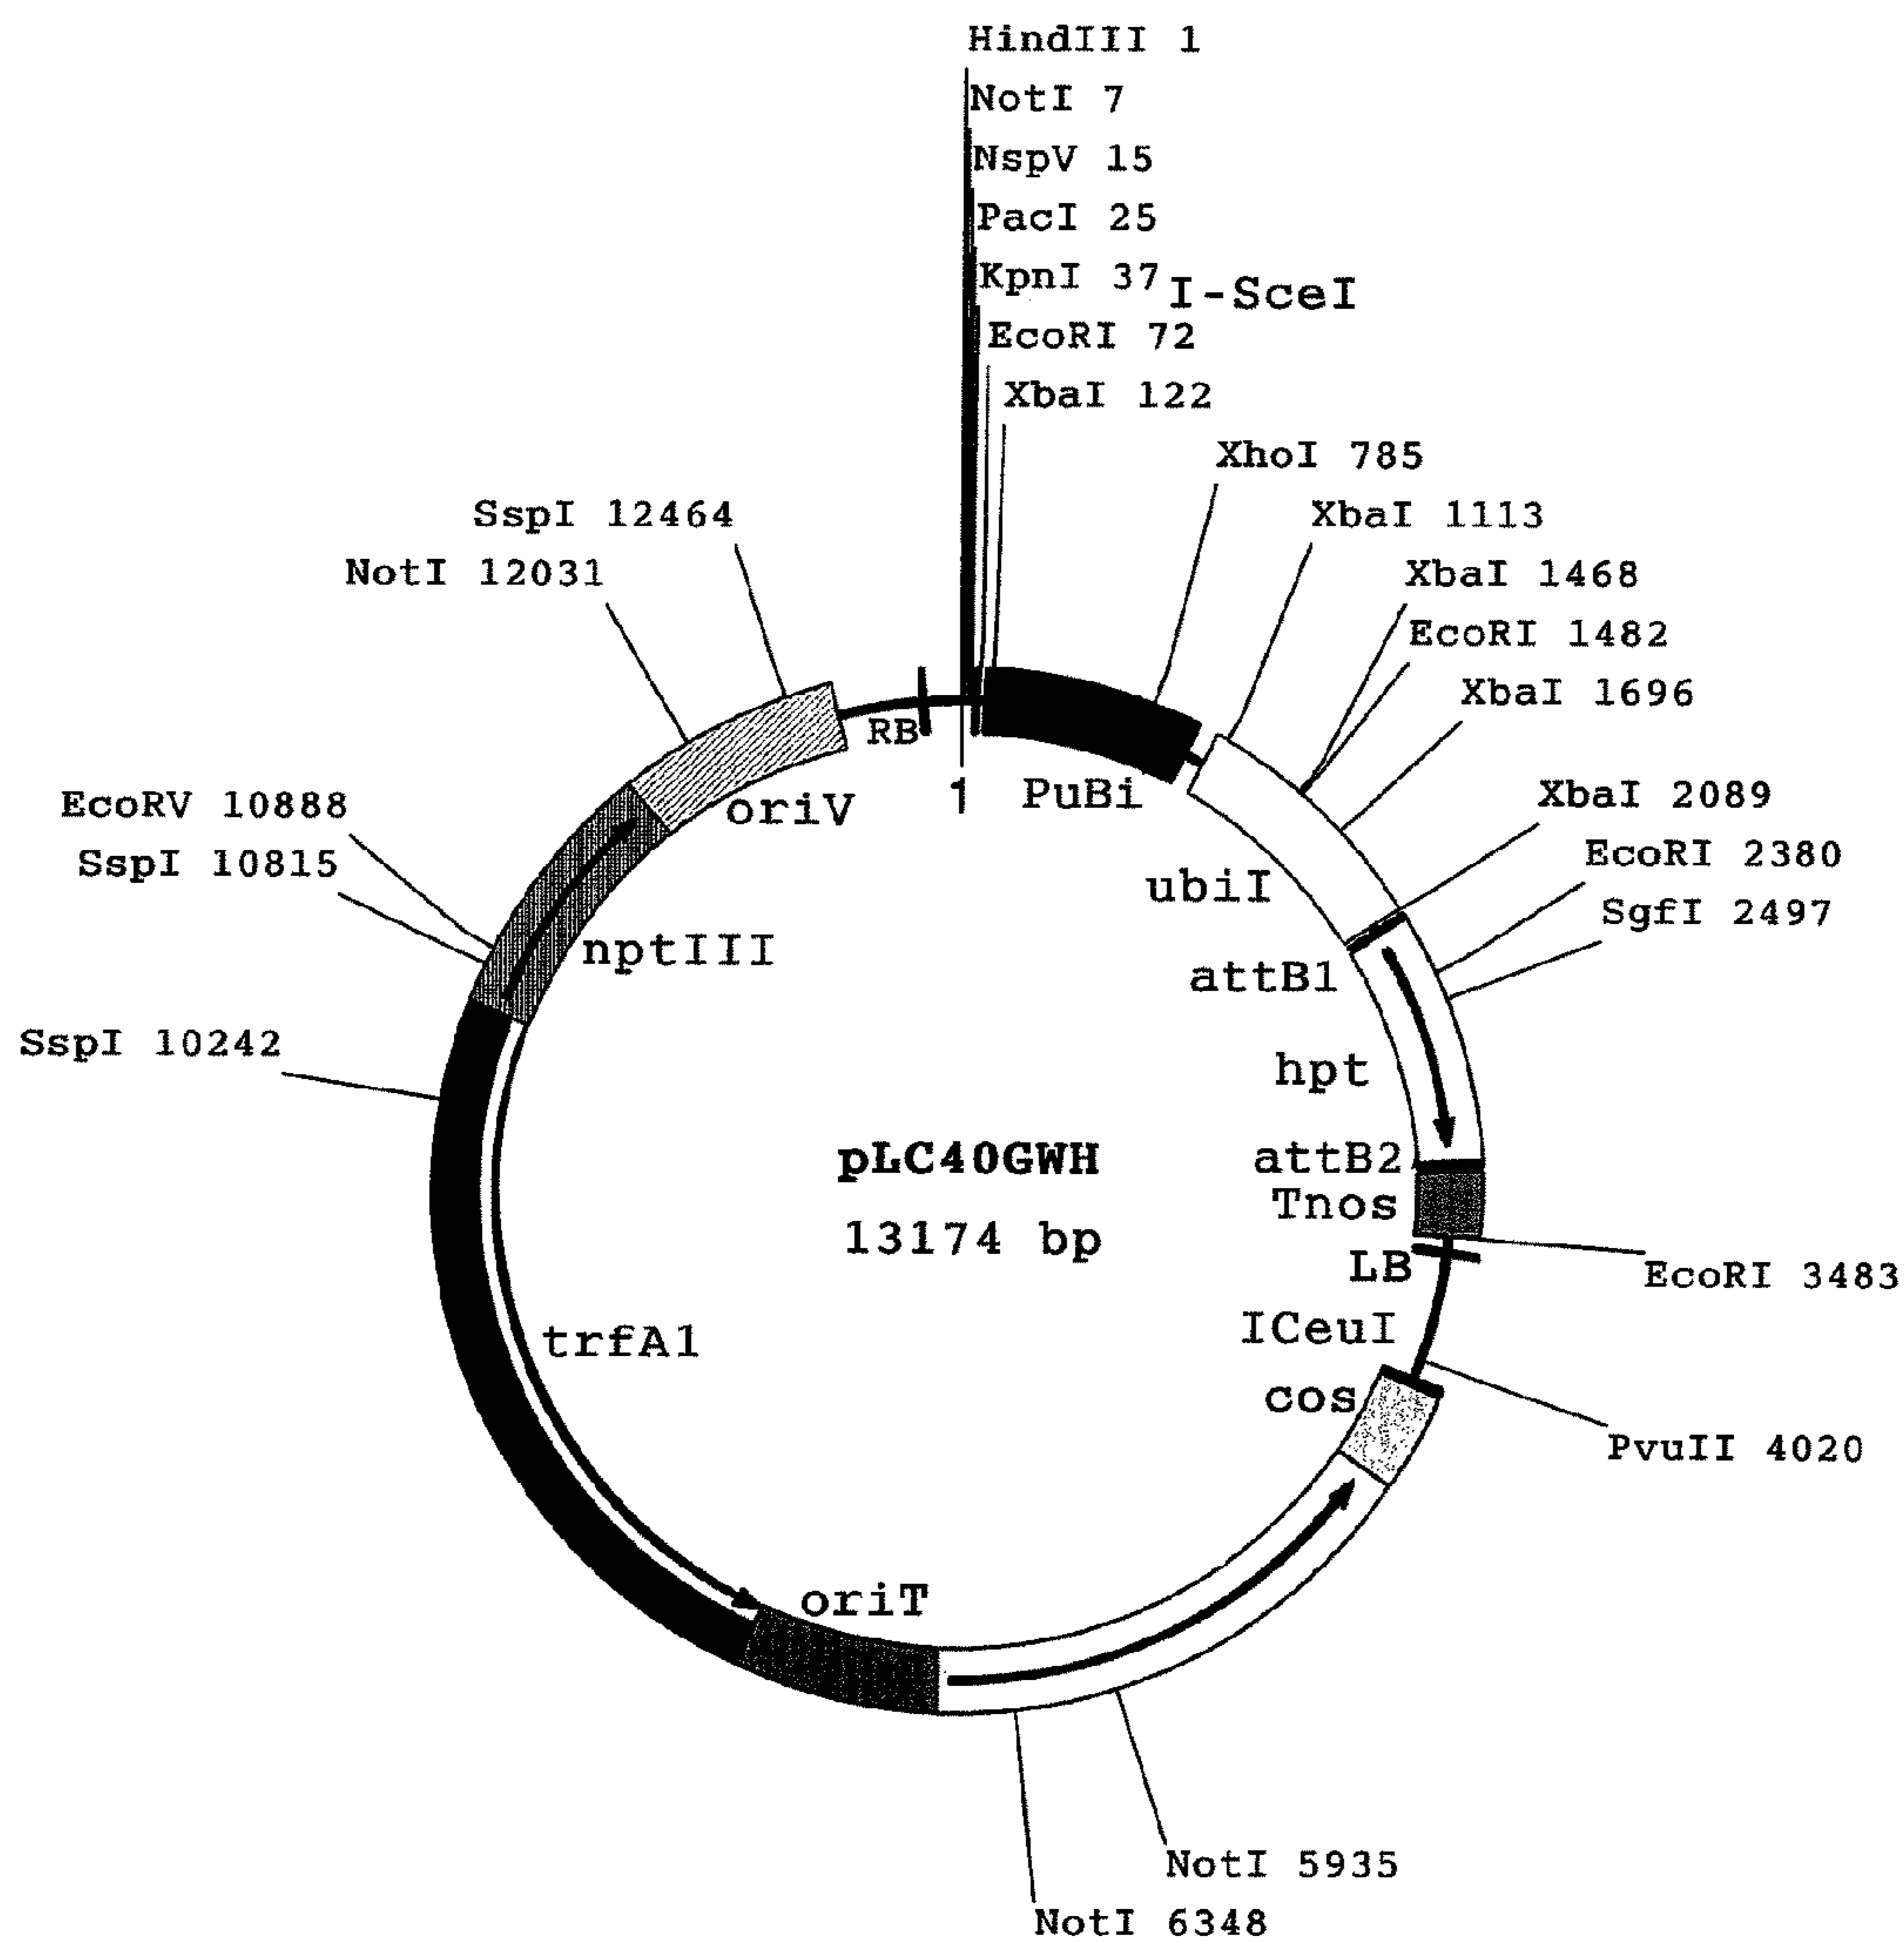 HindIII 1
NotI 7
NspV 15
PacI 25
KpnI 37
I-SceI
EcoRI 72
XbaI 122
XhoI 785
SspI 12464
XbaI 1113
NotI 12031
XbaI 1468
EcoRI 1482
XbaI 1696
RB
1
PuBi
oriV
EcoRV 10888
XbaI 2089
SspI 10815
EcoRI 2380
ubiI
SgfI 2497
nptIII
attB1
SspI 10242
hpt
pLC40GWH
attB2
Tnos
13174 bp
LB
EcoRI 3483
ICeuI
trfA1
cos
PvuII 4020
oriT
NotI 5935
NotI 6348